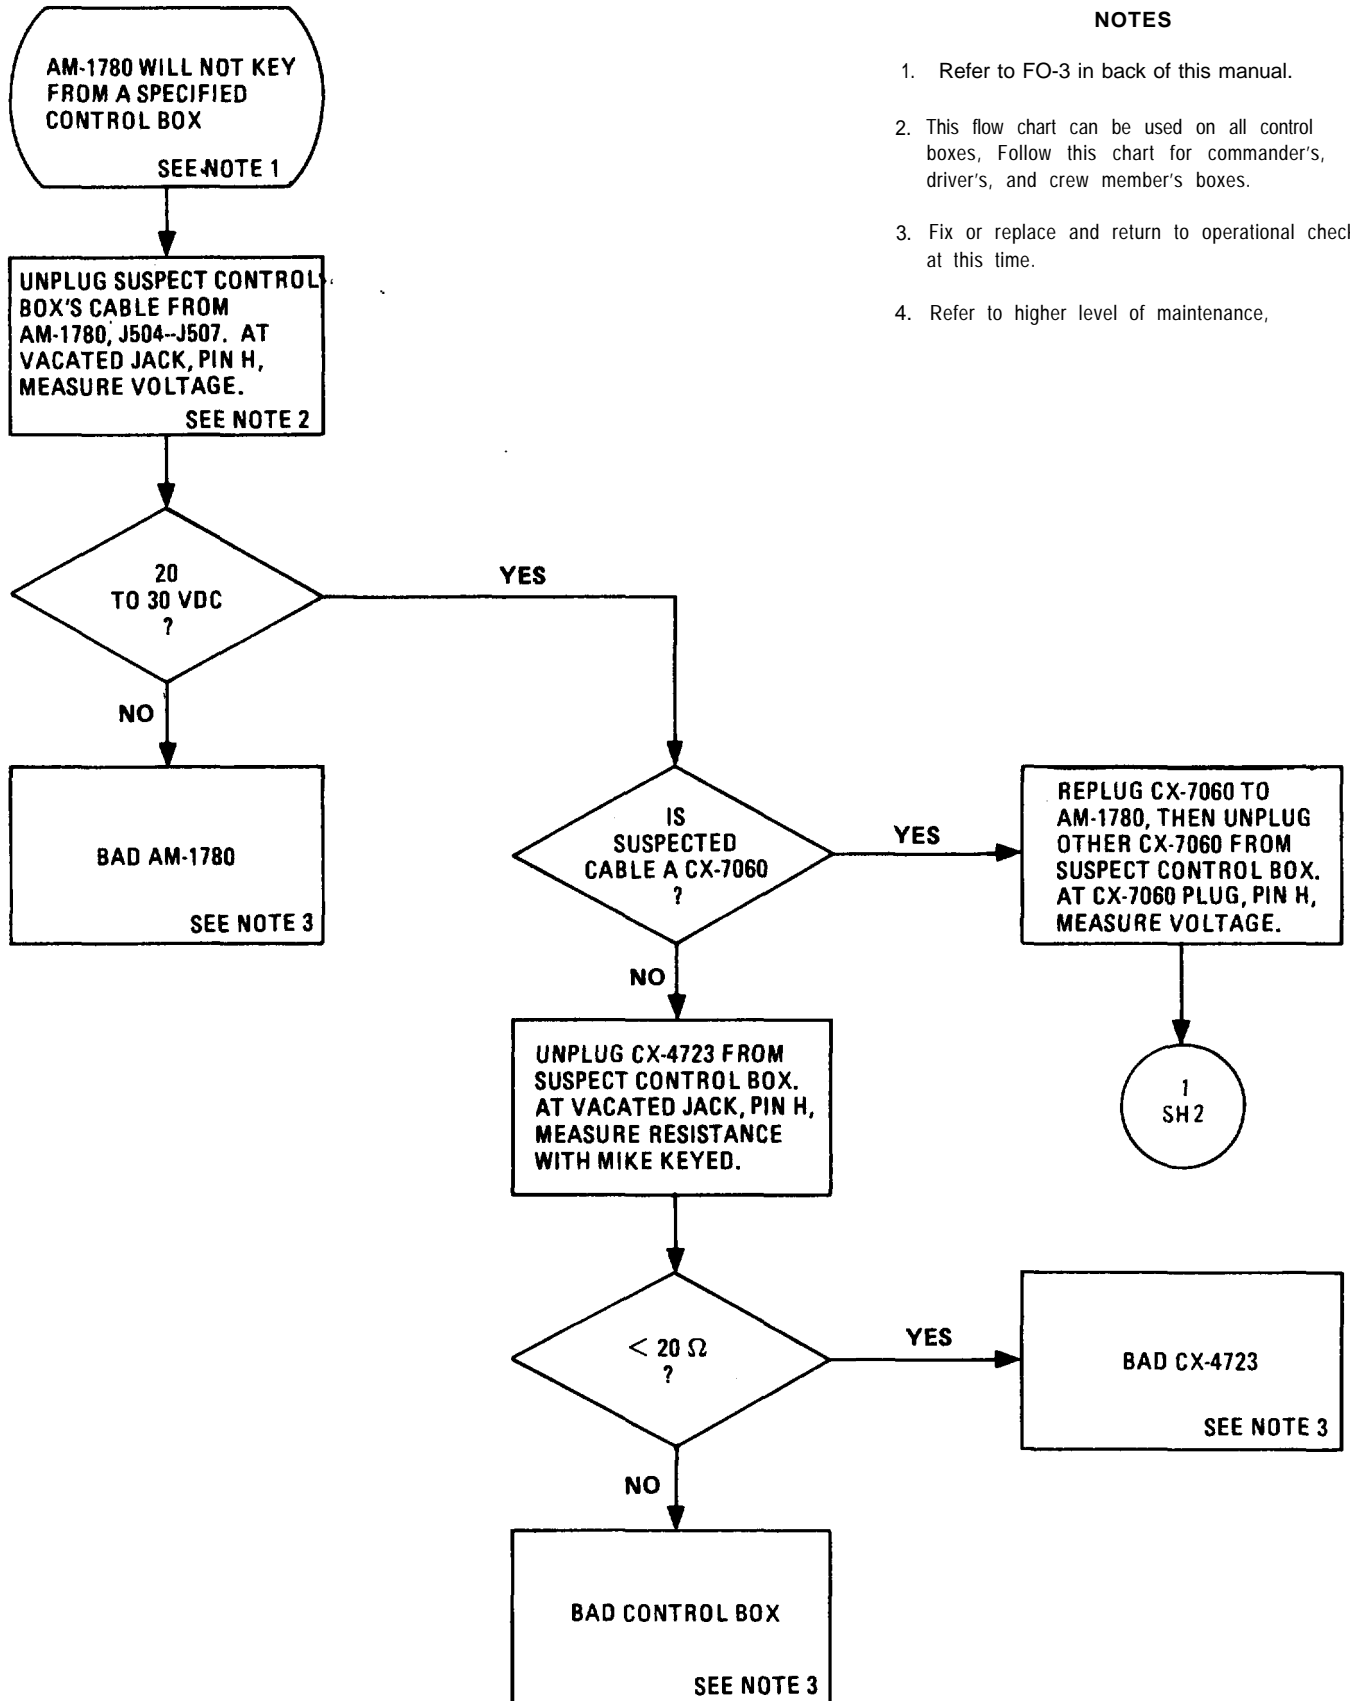 AM-1780 WILL NOT KEY
FROM A SPECIFIED
CONTROL BOX
SEE NOTE 1
NOTES
1. Refer to FO-3 in back of this manual.
2. This flow chart can be used on all control
boxes, Follow this chart for commander's,
driver's, and crew member's boxes.
3. Fix or replace and return to operational check
at this time.
4. Refer to higher level of maintenance,
UNPLUG SUSPECT CONTROL
BOX'S CABLE FROM
AM-1780, J504--J507. AT
VACATED JACK, PIN H,
MEASURE VOLTAGE.
SEE NOTE 2
20
TO 30 VDC
?
YES
NO
BAD AM-1780
SEE NOTE 3
IS
SUSPECTED
CABLE A CX-7060
?
YES
REPLUG CX-7060 TO
AM-1780, THEN UNPLUG
OTHER CX-7060 FROM
SUSPECT CONTROL BOX.
AT CX-7060 PLUG, PIN H,
MEASURE VOLTAGE.
1
SH 2
NO
UNPLUG CX-4723 FROM
SUSPECT CONTROL BOX.
AT VACATED JACK, PIN H,
MEASURE RESISTANCE
WITH MIKE KEYED.
< 20 Ω
?
YES
BAD CX-4723
SEE NOTE 3
NO
BAD CONTROL BOX
SEE NOTE 3